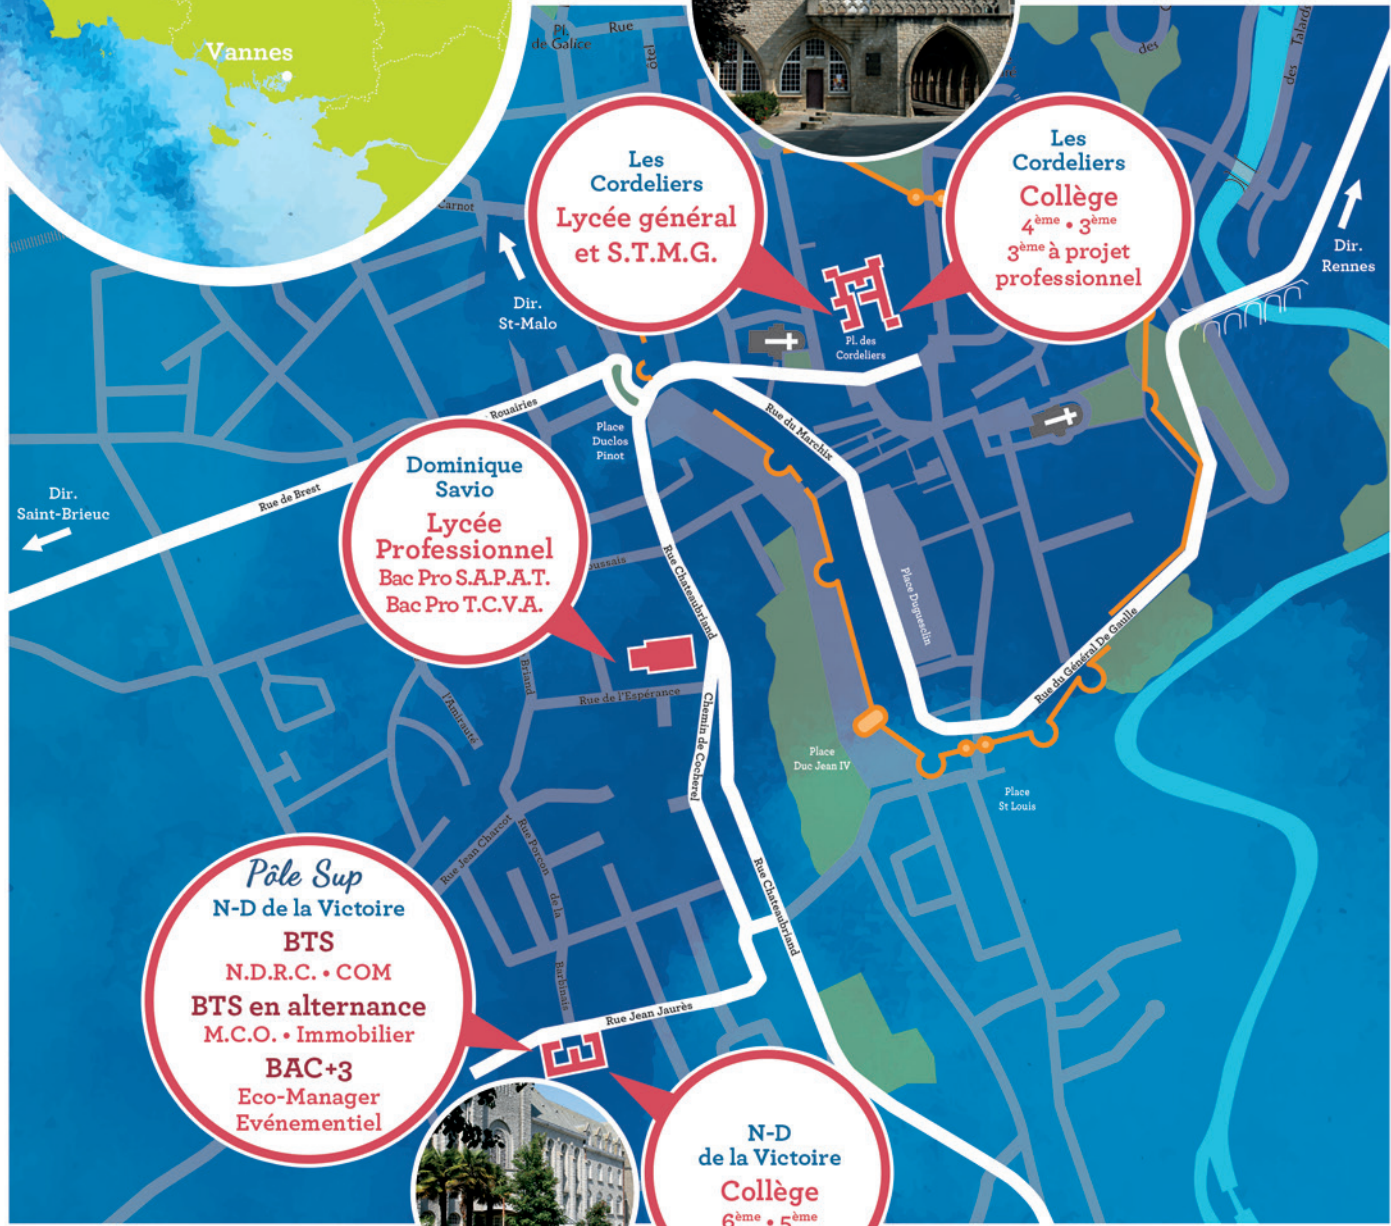 Vannes
Pl.
de Galice
Rue
des
des Talards
Les
Cordeliers
Lycée général
et S.T.M.G.
Les
Cordeliers
Collège
4ème • 3ème
3ème à projet
professionnel
Carnot
Dir.
St-Malo
Dir.
Rennes
Pl. des
Cordeliers
Rouairies
Place
Duclos
Pinot
Rue du Marchix
Dir.
Saint-Brieuc
Rue de Brest
Dominique
Savio
Lycée
Professionnel
Bac Pro S.A.P.A.T.
Bac Pro T.C.V.A.
Rue Chateaubriand
Place Duguesclin
Rue du Général De Gaulle
Briand
Rue de l'Espérance
l'Amirauté
Chemin de Cocherel
Place
Duc Jean IV
Place
St Louis
Rue Jean Charcot
Rue Porcon de la Barbinais
Rue Chateaubriand
Pôle Sup
N-D de la Victoire
BTS
N.D.R.C. • COM
BTS en alternance
M.C.O. • Immobilier
BAC+3
Eco-Manager
Evénementiel
Rue Jean Jaurès
N-D
de la Victoire
Collège
6ème • 5ème